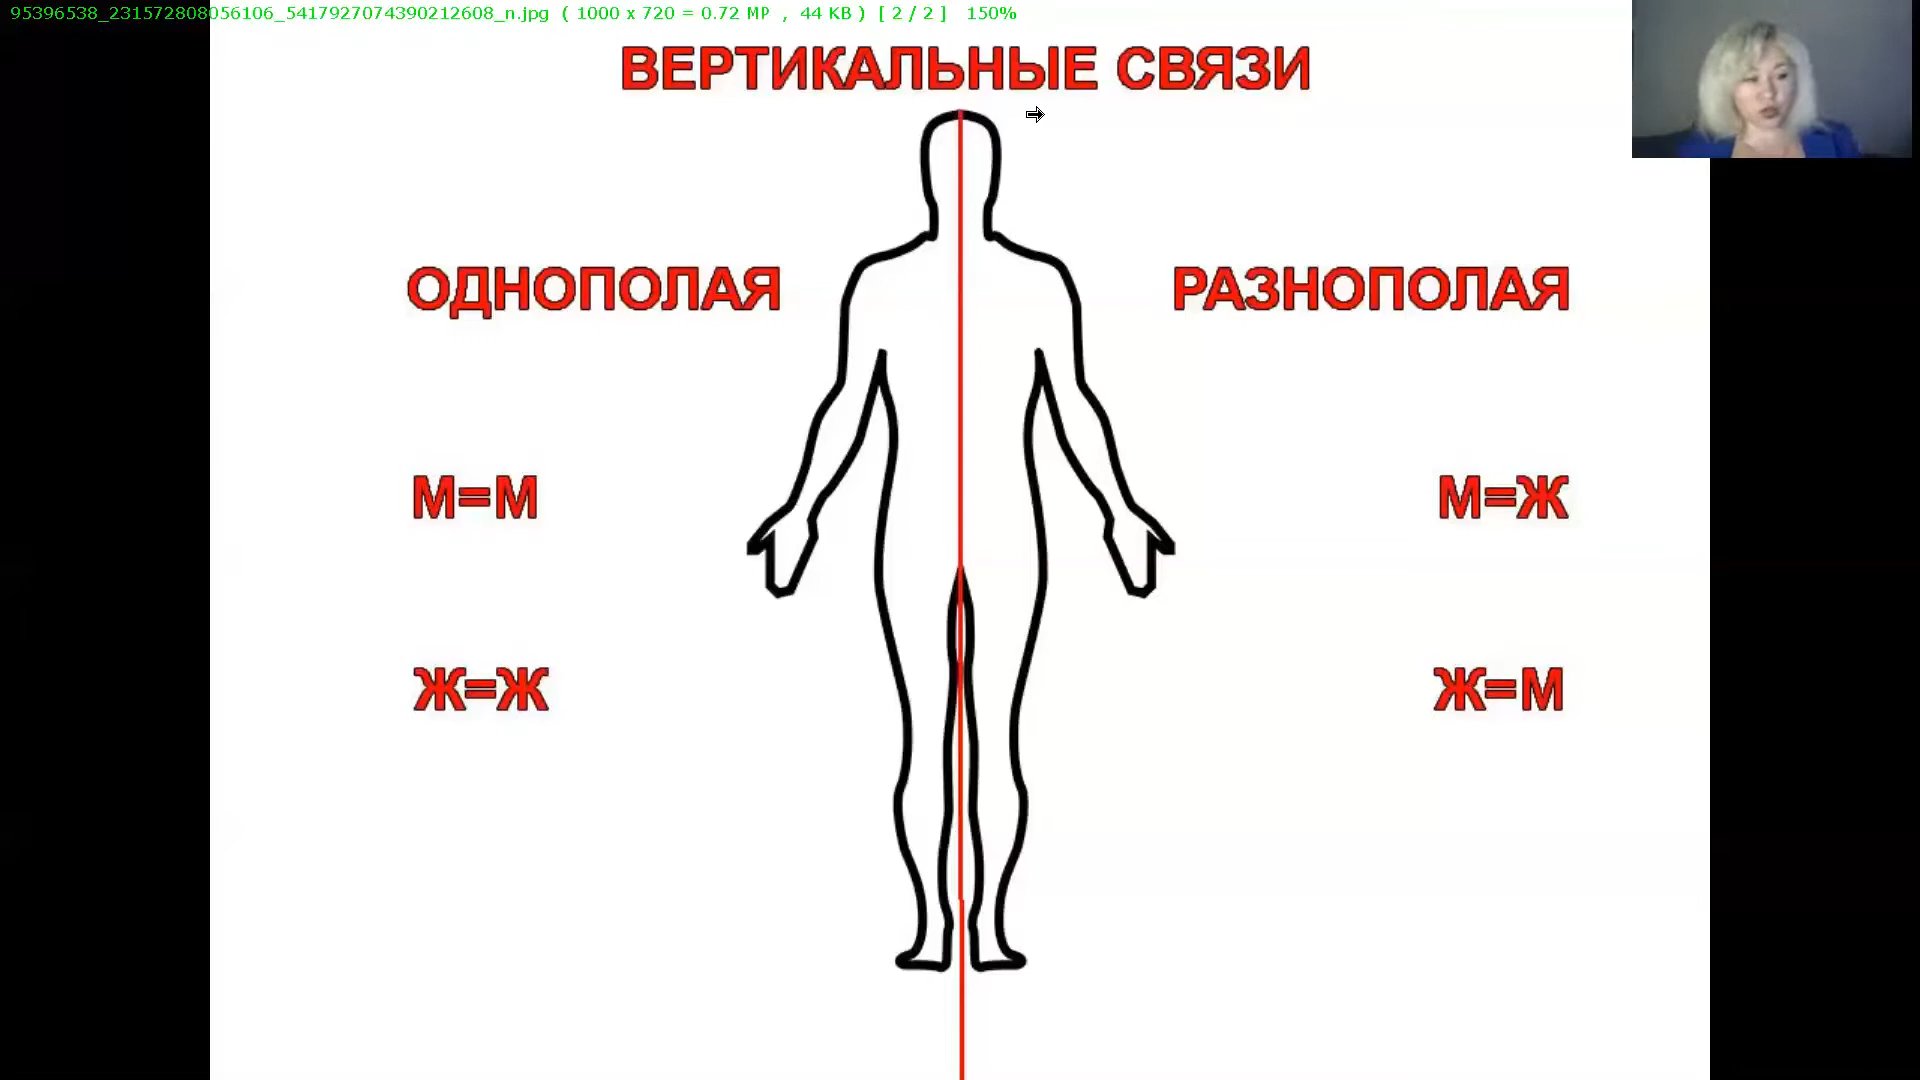 95396538_231572808056106_5417927074390212608_n.jpg ( 1000 x 720 = 0.72 MP , 44 KB ) [ 2 / 2 ] 150%
ВЕРТИКАЛЬНЫЕ СВЯЗИ
ОДНОПОЛАЯ
РАЗНОПОЛАЯ
М=М
М=Ж
Ж=Ж
Ж=М